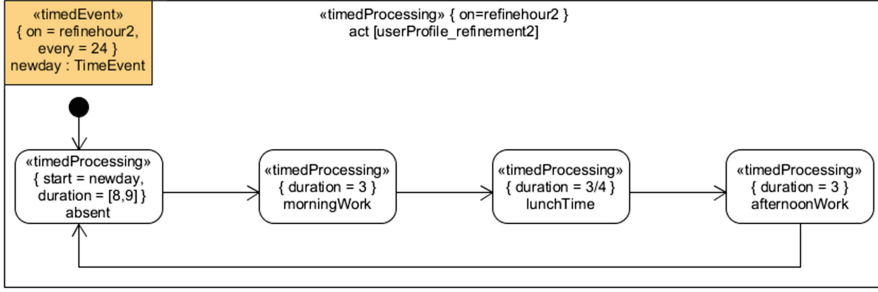 «timedEvent»
{ on = refinehour2,
every = 24 }
newday : TimeEvent
«timedProcessing» { on=refinehour2 }
act [userProfile_refinement2]
«timedProcessing»
{ start = newday,
duration = [8,9] }
absent
«timedProcessing»
{ duration = 3 }
morningWork
«timedProcessing»
{ duration = 3/4 }
lunchTime
«timedProcessing»
{ duration = 3 }
afternoonWork